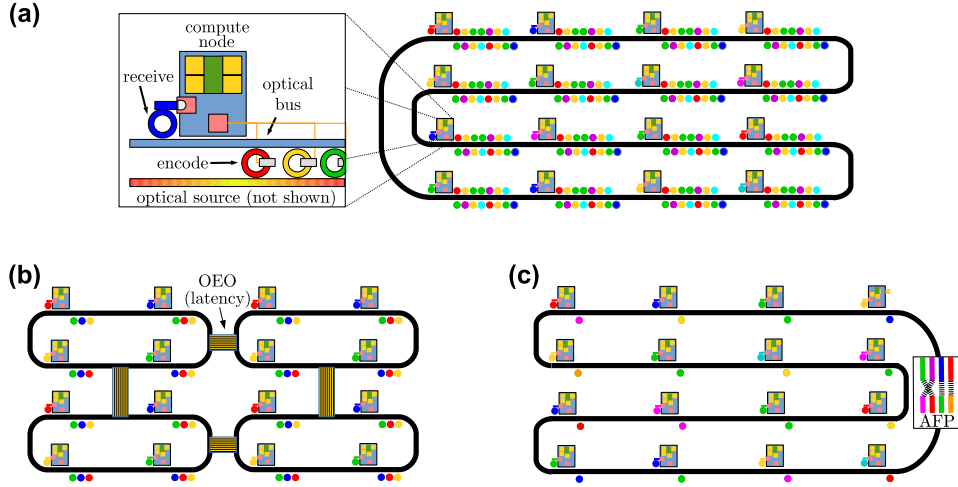 (a)
compute
node
receive
optical
bus
encode
optical source (not shown)
(b)
OEO
(latency)
(c)
AFP